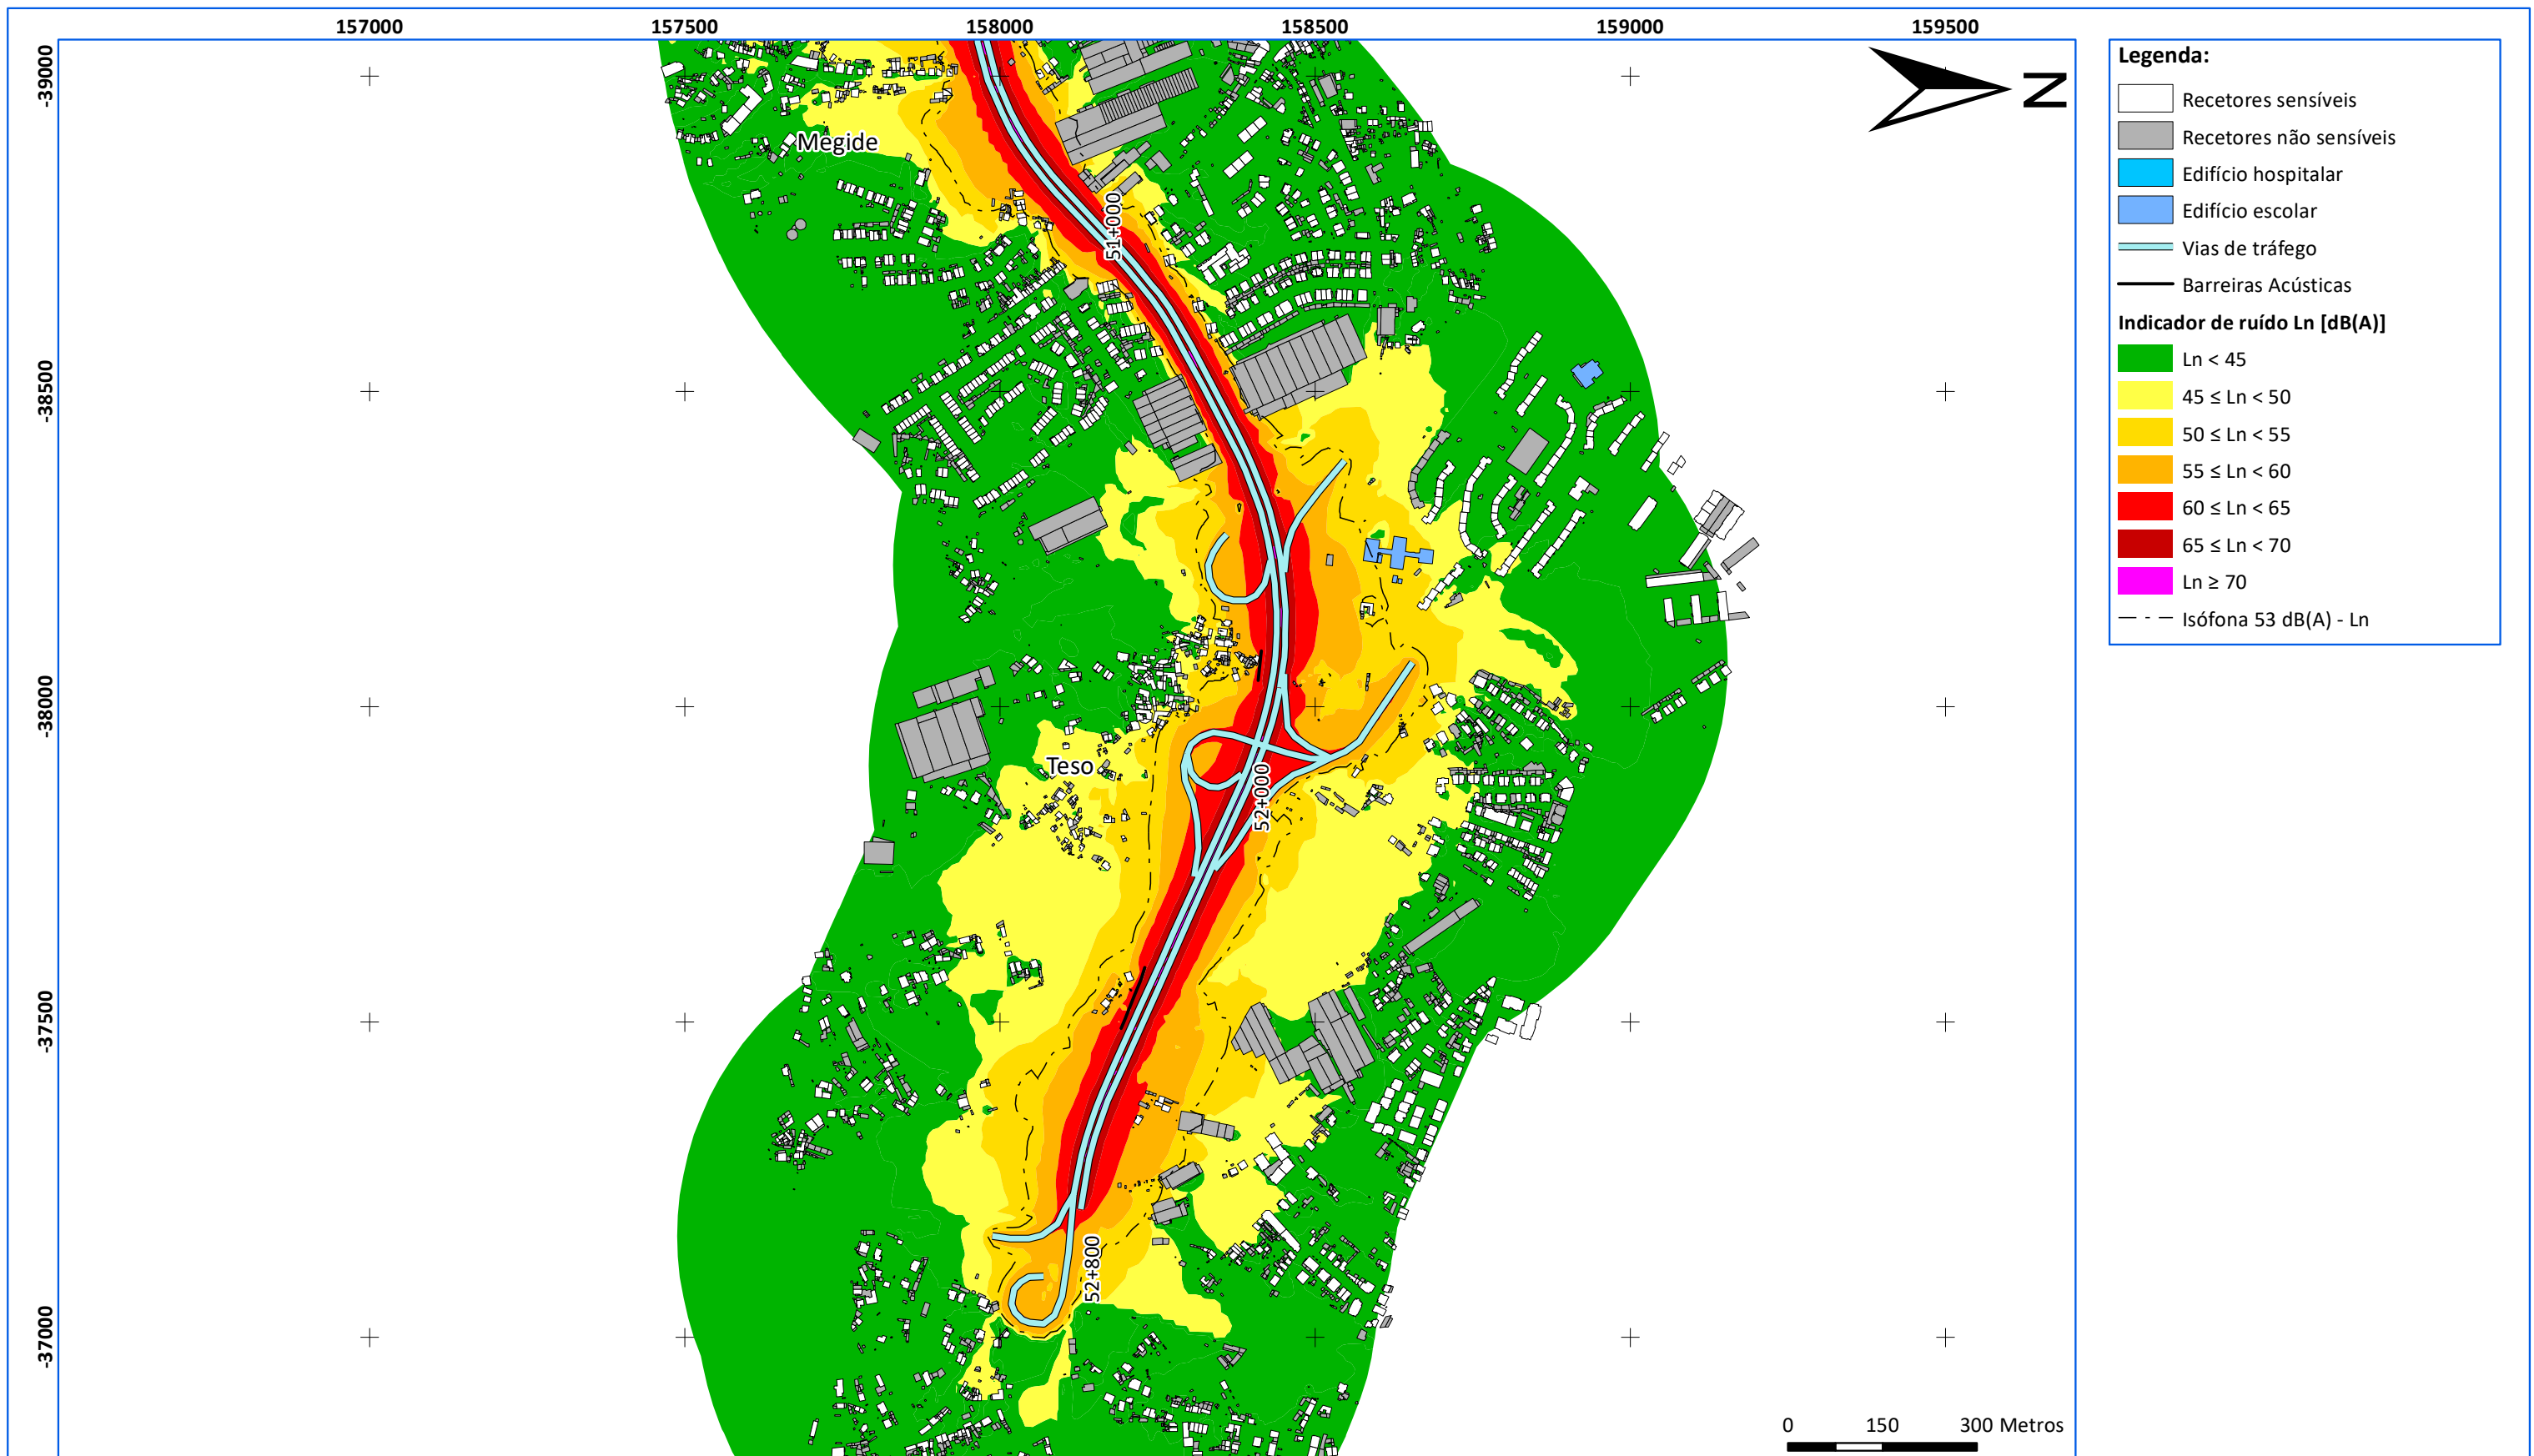 157000 157500 158000 158500 159000 159500
-39000
-38500
-38000
-37500
-37000
Megide
51+000
Teso
52+000
52+800
N
0 150 300 Metros
Legenda:
Recetores sensíveis
Recetores não sensíveis
Edifício hospitalar
Edifício escolar
Vias de tráfego
Barreiras Acústicas
Indicador de ruído Ln [dB(A)]
Ln < 45
45 ≤ Ln < 50
50 ≤ Ln < 55
55 ≤ Ln < 60
60 ≤ Ln < 65
65 ≤ Ln < 70
Ln ≥ 70
Isófona 53 dB(A) - Ln